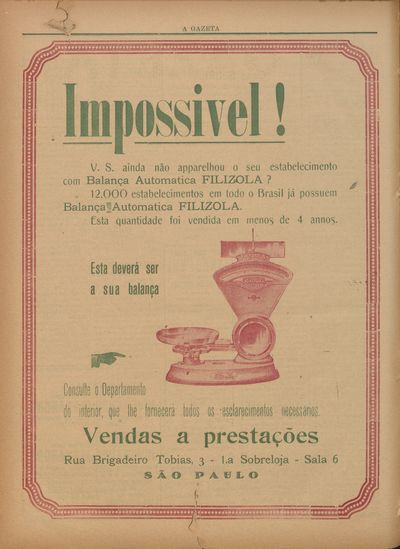 A GAZETA
Impossivel!
V. S. ainda não apparelhou o seu estabelecimento
com Balança Automatica FILIZOLA?
12.000 estabelecimentos em todo o Brasil já possuem
Balança Automatica FILIZOLA.
Esta quantidade foi vendida em menos de 4 annos.
Esta deverá ser
a sua balança
Consulte o Departamento
do interior, que lhe fornecerá todos os esclarecimentos necessarios.
Vendas a prestações
Rua Brigadeiro Tobias, 3 - 1.a Sobreloja - Sala 6
SÃO PAULO